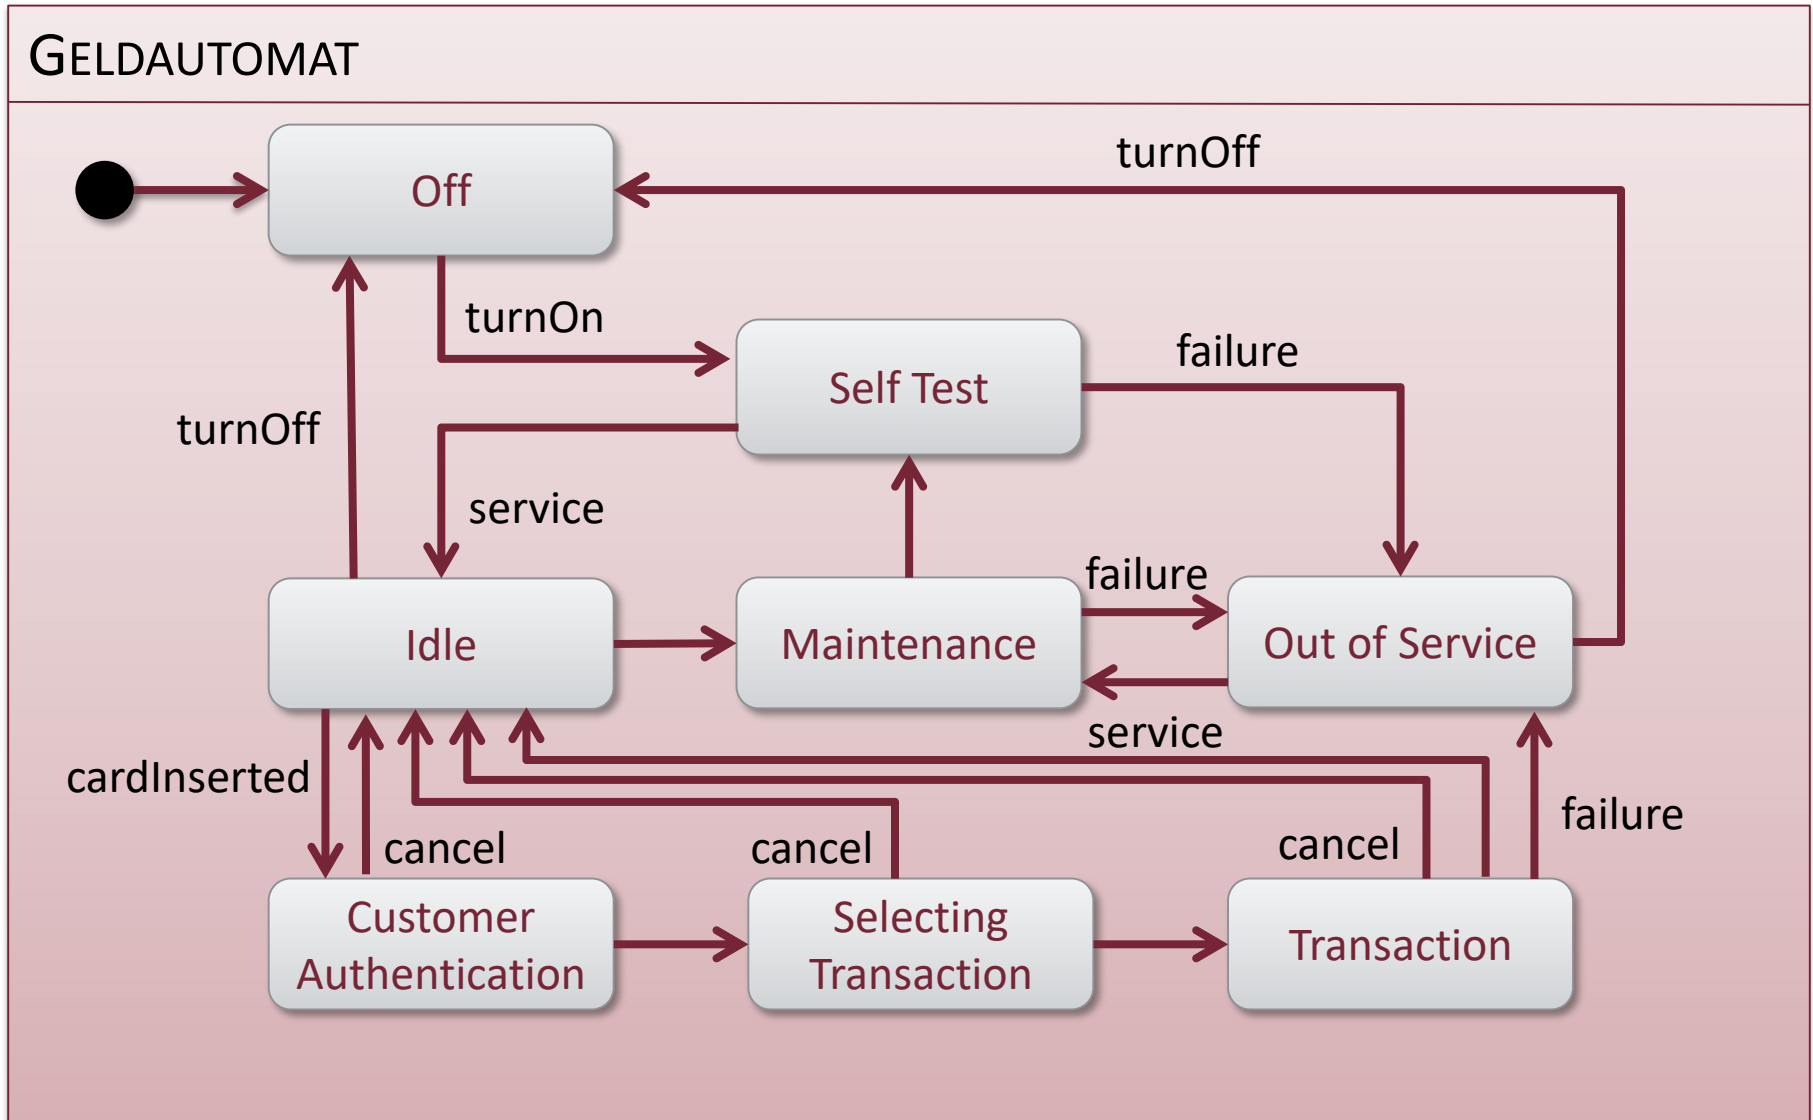 GELDAUTOMAT
Off
turnOff
turnOn
Self Test
failure
turnOff
service
Idle
Maintenance
failure
Out of Service
service
cardInserted
cancel
cancel
cancel
failure
Customer
Authentication
Selecting
Transaction
Transaction